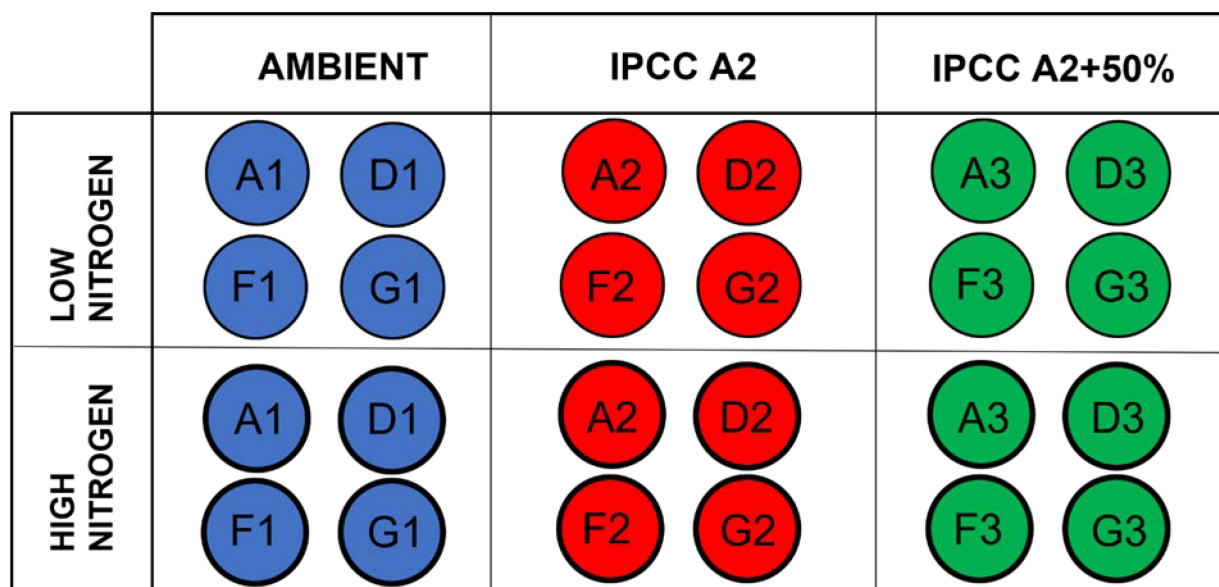 AMBIENT IPCC A2 IPCC A2+50%
LOW
NITROGEN
A1 D1 A2 D2 A3 D3
F1 G1 F2 G2 F3 G3
HIGH
NITROGEN
A1 D1 A2 D2 A3 D3
F1 G1 F2 G2 F3 G3